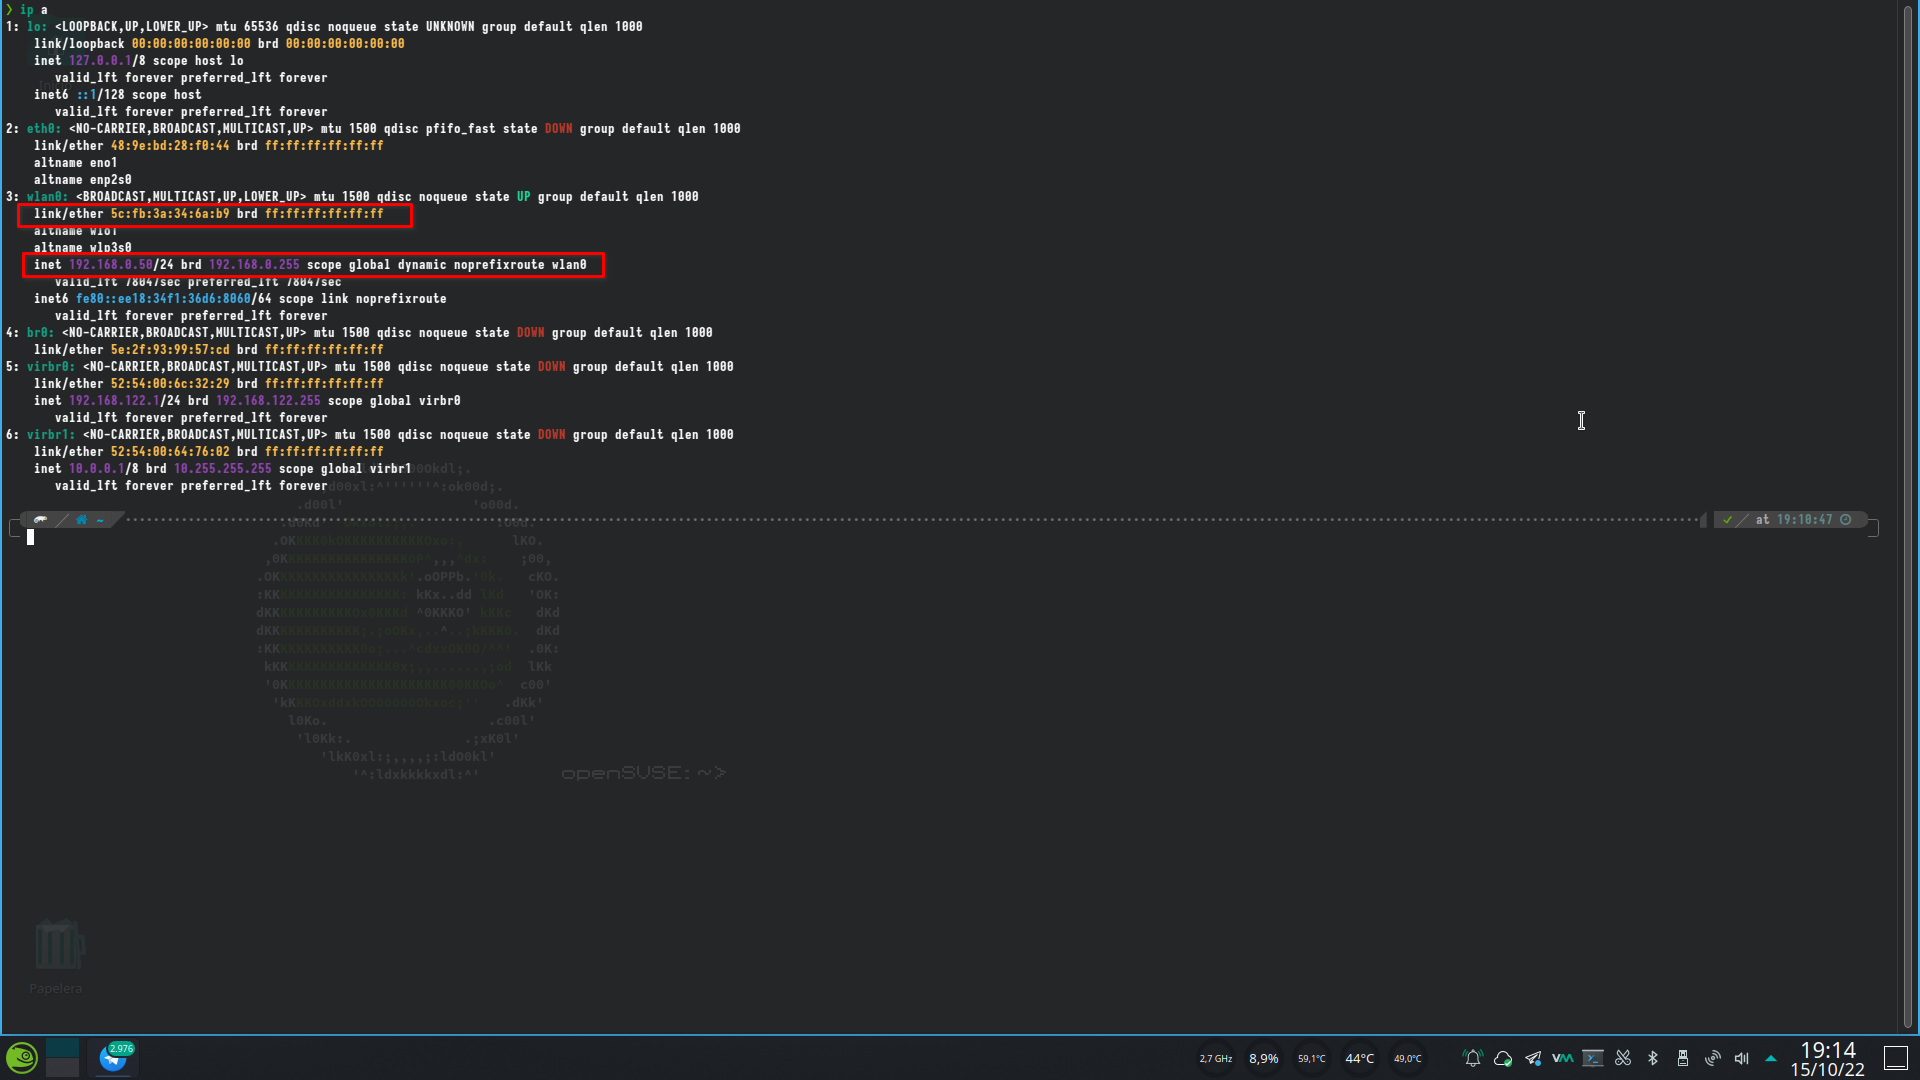 ❯ ip a
1: lo: <LOOPBACK,UP,LOWER_UP> mtu 65536 qdisc noqueue state UNKNOWN group default qlen 1000
link/loopback 00:00:00:00:00:00 brd 00:00:00:00:00:00
inet 127.0.0.1/8 scope host lo
valid_lft forever preferred_lft forever
inet6 ::1/128 scope host
valid_lft forever preferred_lft forever
2: eth0: <NO-CARRIER,BROADCAST,MULTICAST,UP> mtu 1500 qdisc pfifo_fast state DOWN group default qlen 1000
link/ether 48:9e:bd:28:f0:44 brd ff:ff:ff:ff:ff:ff
altname eno1
altname enp2s0
3: wlan0: <BROADCAST,MULTICAST,UP,LOWER_UP> mtu 1500 qdisc noqueue state UP group default qlen 1000
link/ether 5c:fb:3a:34:6a:b9 brd ff:ff:ff:ff:ff:ff
altname wlo1
altname wlp3s0
inet 192.168.0.50/24 brd 192.168.0.255 scope global dynamic noprefixroute wlan0
valid_lft 78047sec preferred_lft 78047sec
inet6 fe80::ee18:34f1:36d6:8060/64 scope link noprefixroute
valid_lft forever preferred_lft forever
4: br0: <NO-CARRIER,BROADCAST,MULTICAST,UP> mtu 1500 qdisc noqueue state DOWN group default qlen 1000
link/ether 5e:2f:93:99:57:cd brd ff:ff:ff:ff:ff:ff
5: virbr0: <NO-CARRIER,BROADCAST,MULTICAST,UP> mtu 1500 qdisc noqueue state DOWN group default qlen 1000
link/ether 52:54:00:6c:32:29 brd ff:ff:ff:ff:ff:ff
inet 192.168.122.1/24 brd 192.168.122.255 scope global virbr0
valid_lft forever preferred_lft forever
6: virbr1: <NO-CARRIER,BROADCAST,MULTICAST,UP> mtu 1500 qdisc noqueue state DOWN group default qlen 1000
link/ether 52:54:00:64:76:02 brd ff:ff:ff:ff:ff:ff
inet 10.0.0.1/8 brd 10.255.255.255 scope global virbr1
valid_lft forever preferred_lft forever
~ at 19:10:47
openSUSE: ~>
Papelera
2.976
2,7 GHz 8,9% 59,1°C 44°C 49,0°C
19:14
15/10/22